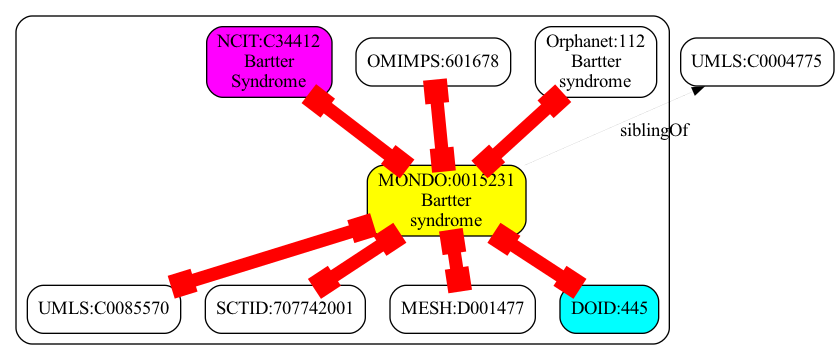 NCIT:C34412
Bartter
Syndrome
OMIMPS:601678
Orphanet:112
Bartter
syndrome
UMLS:C0004775
siblingOf
MONDO:0015231
Bartter
syndrome
UMLS:C0085570
SCTID:707742001
MESH:D001477
DOID:445